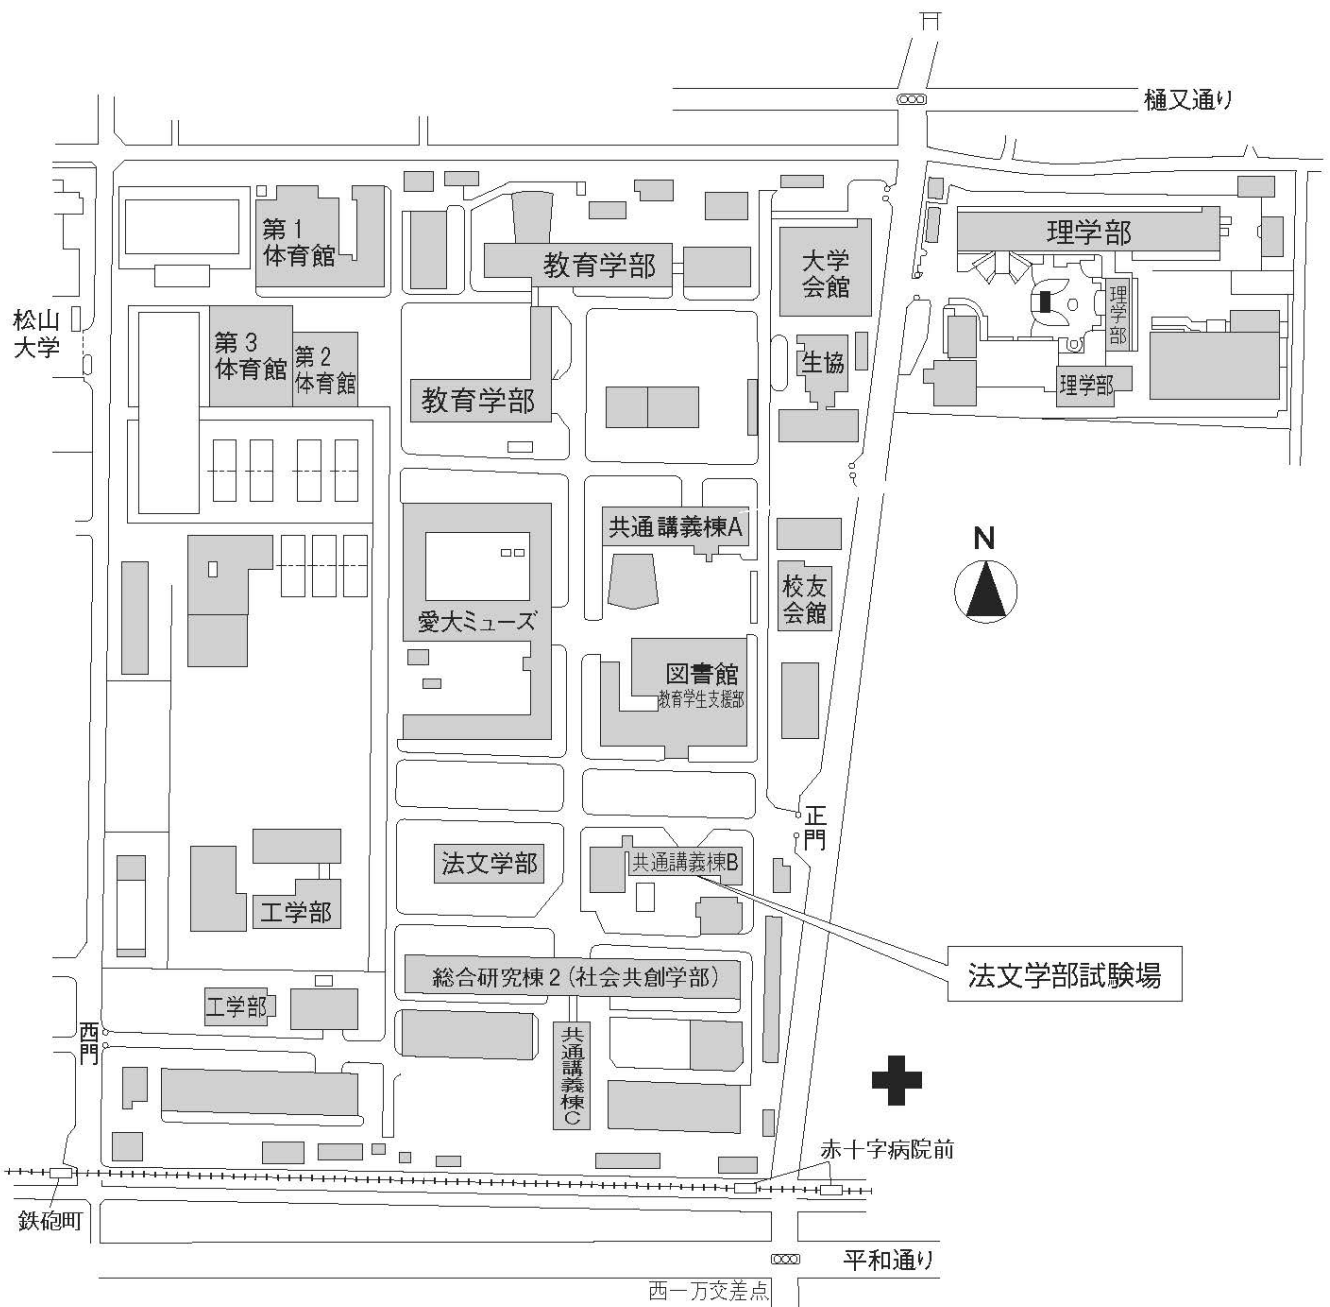 樋又通り
第1
体育館
教育学部
大学
会館
理学部
理学部
理学部
松山
大学
第3
体育館
第2
体育館
教育学部
生協
共通講義棟A
N
校友
会館
愛大ミューズ
図書館
教育学生支援部
正門
法文学部
共通講義棟B
工学部
法文学部試験場
総合研究棟2(社会共創学部)
工学部
西門
共通講義棟C
赤十字病院前
鉄砲町
平和通り
西一万交差点